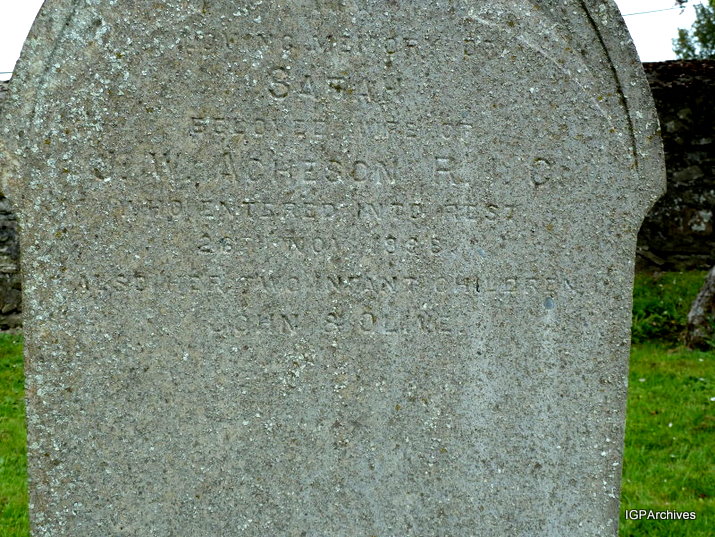 LOVING MEMORY OF
SARAH
BELOVED WIFE OF
J. W. ACHESON R. I. C.
WHO ENTERED INTO REST
26TH NOV.
ALSO HER TWO INFANT CHILDREN
JOHN & OLIVE.
IGPArchives